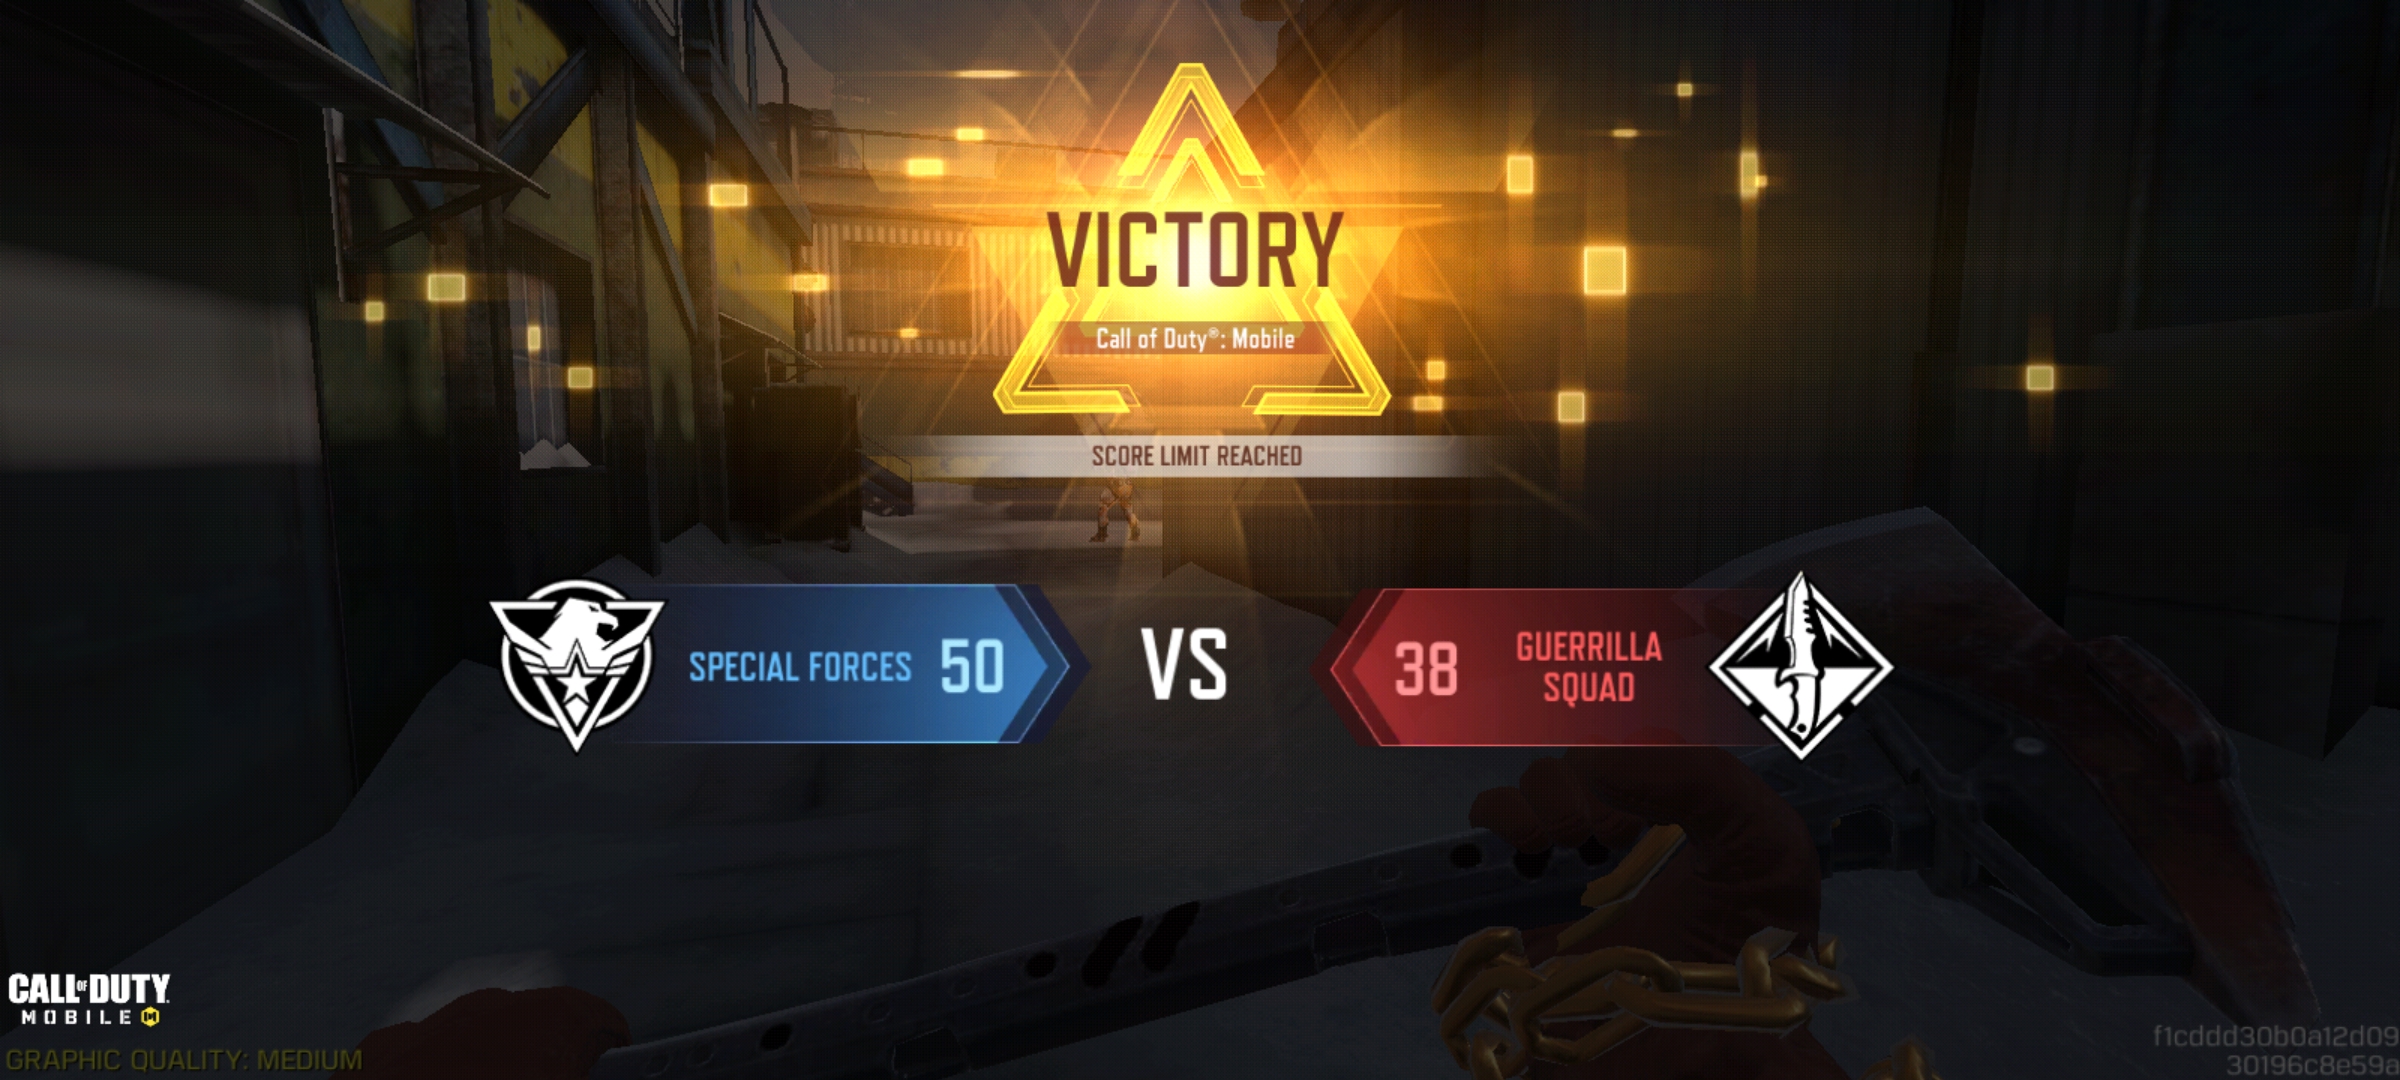 VICTORY
Call of Duty®: Mobile
SCORE LIMIT REACHED
SPECIAL FORCES 50
VS
38
GUERRILLA
SQUAD
CALL OF DUTY
MOBILE
GRAPHIC QUALITY: MEDIUM
f1cddd30b0a12d09
30196c8e59a